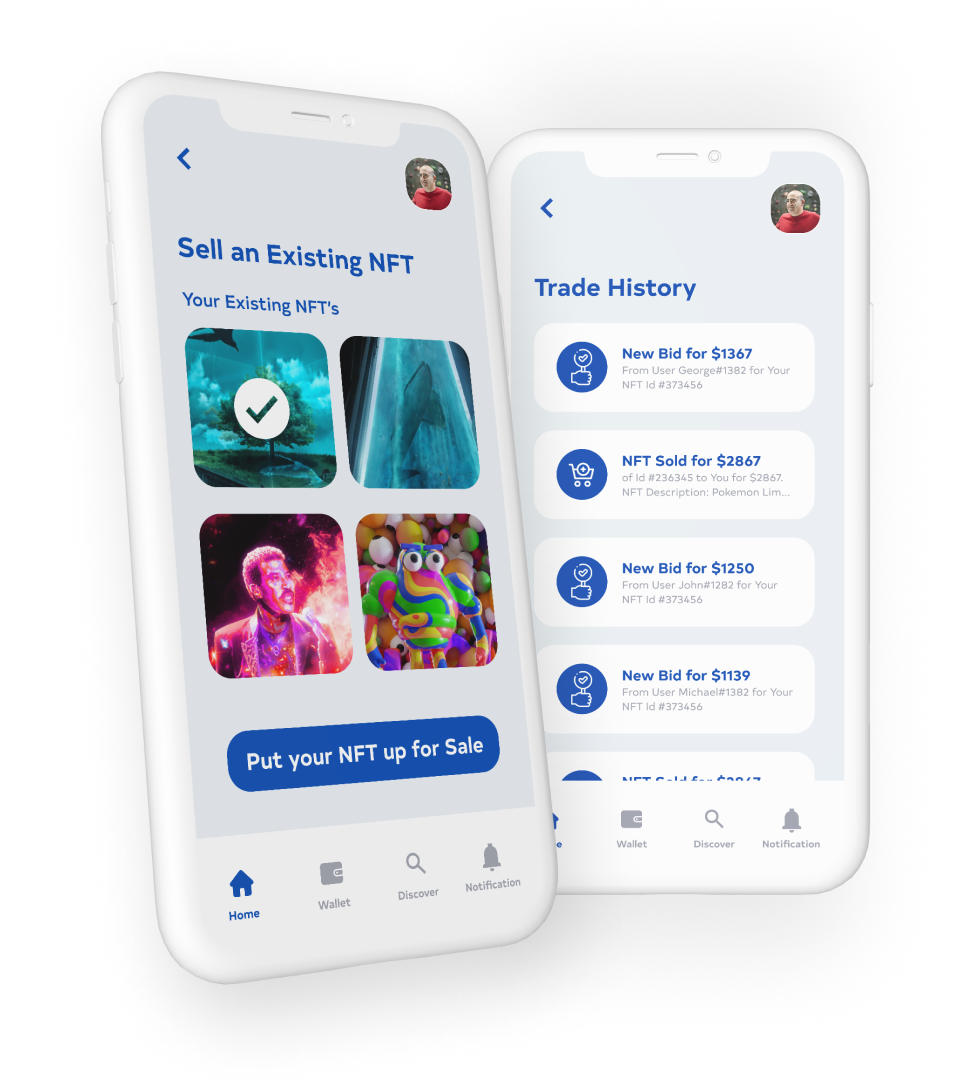 Sell an Existing NFT
Your Existing NFT's
Put your NFT up for Sale
Home
Wallet
Discover
Notification
Trade History
New Bid for $1367
From User George#1382 for Your
NFT Id #373456
NFT Sold for $2867
of Id #236345 to You for $2867.
NFT Description: Pokemon Lim...
New Bid for $1250
From User John#1282 for Your
NFT Id #373456
New Bid for $1139
From User Michael#1382 for Your
NFT Id #373456
NFT Sold for
Wallet
Discover
Notification